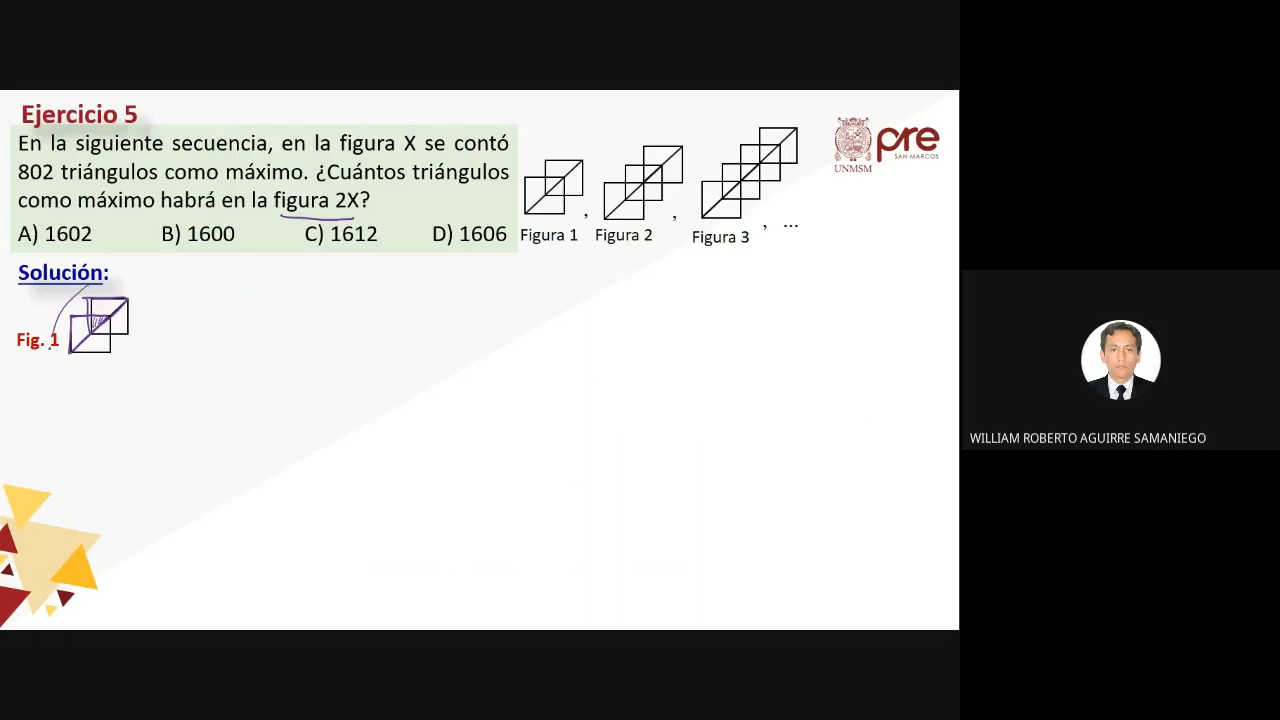 Ejercicio 5
En la siguiente secuencia, en la figura X se contó
802 triángulos como máximo. ¿Cuántos triángulos
como máximo habrá en la figura 2X?
A) 1602 B) 1600 C) 1612 D) 1606
Figura 1 , Figura 2 , Figura 3 , ...
UNMSM
pre
SAN MARCOS
Solución:
Fig. 1
WILLIAM ROBERTO AGUIRRE SAMANIEGO